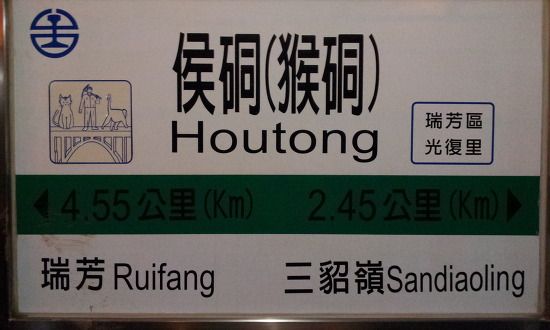 侯硐(猴硐)
Houtong
瑞芳區
光復里
4.55公里(Km) 2.45公里(Km)
瑞芳 Ruifang 三貂嶺Sandiaoling